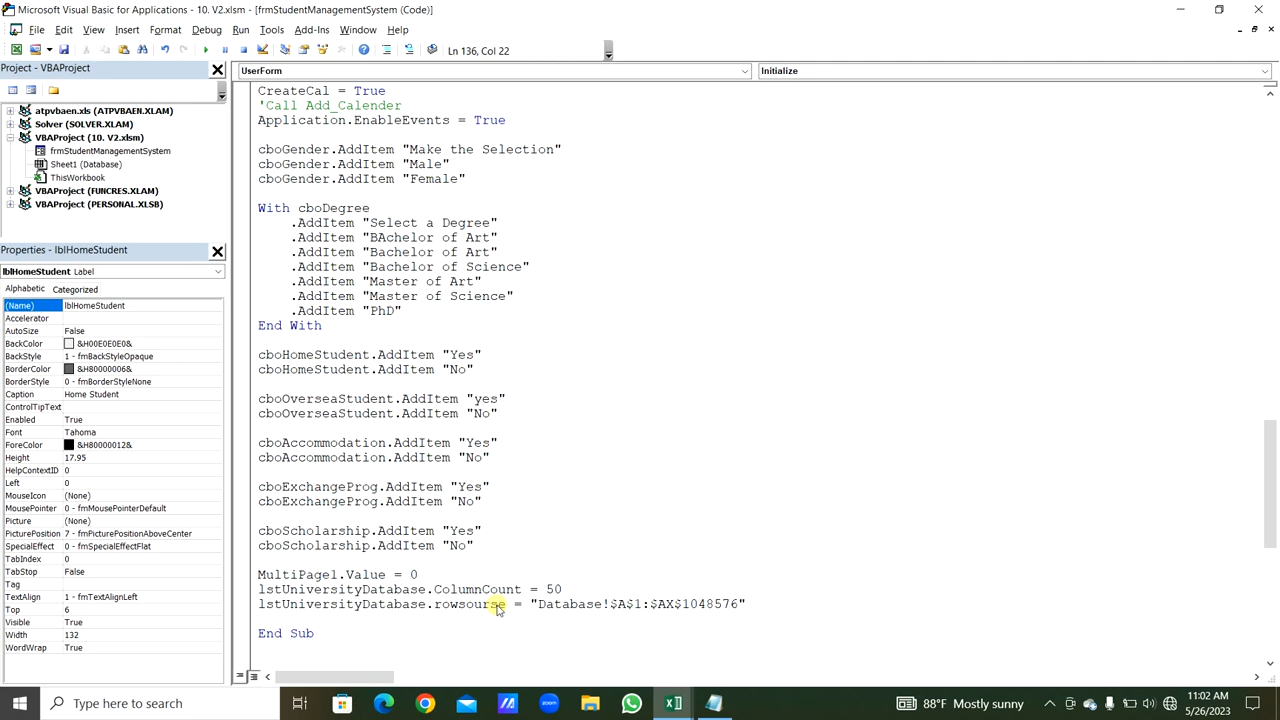 Microsoft Visual Basic for Applications - 10. V2.xlsm - [frmStudentManagementSystem (Code)]
File Edit View Insert Format Debug Run Tools Add-Ins Window Help
Ln 136, Col 22
Project - VBAProject
UserForm
Initialize
atpvbaen.xls (ATPVBAEN.XLAM)
Solver (SOLVER.XLAM)
VBAProject (10. V2.xlsm)
frmStudentManagementSystem
Sheet1 (Database)
ThisWorkbook
VBAProject (FUNCRES.XLAM)
VBAProject (PERSONAL.XLSB)
Properties - lblHomeStudent
lblHomeStudent Label
Alphabetic Categorized
(Name) lblHomeStudent
Accelerator
AutoSize False
BackColor &H00E0E0E0&
BackStyle 1 - fmBackStyleOpaque
BorderColor &H80000006&
BorderStyle 0 - fmBorderStyleNone
Caption Home Student
ControlTipText
Enabled True
Font Tahoma
ForeColor &H80000012&
Height 17.95
HelpContextID 0
Left 0
MouseIcon (None)
MousePointer 0 - fmMousePointerDefault
Picture (None)
PicturePosition 7 - fmPicturePositionAboveCenter
SpecialEffect 0 - fmSpecialEffectFlat
TabIndex 0
TabStop False
Tag
TextAlign 1 - fmTextAlignLeft
Top 6
Visible True
Width 132
WordWrap True
CreateCal = True
'Call Add_Calender
Application.EnableEvents = True
cboGender.AddItem "Make the Selection"
cboGender.AddItem "Male"
cboGender.AddItem "Female"
With cboDegree
.AddItem "Select a Degree"
.AddItem "BAchelor of Art"
.AddItem "Bachelor of Art"
.AddItem "Bachelor of Science"
.AddItem "Master of Art"
.AddItem "Master of Science"
.AddItem "PhD"
End With
cboHomeStudent.AddItem "Yes"
cboHomeStudent.AddItem "No"
cboOverseaStudent.AddItem "yes"
cboOverseaStudent.AddItem "No"
cboAccommodation.AddItem "Yes"
cboAccommodation.AddItem "No"
cboExchangeProg.AddItem "Yes"
cboExchangeProg.AddItem "No"
cboScholarship.AddItem "Yes"
cboScholarship.AddItem "No"
MultiPage1.Value = 0
lstUniversityDatabase.ColumnCount = 50
lstUniversityDatabase.rowsourse = "Database!$A$1:$AX$1048576"
End Sub
Type here to search
zoom
88°F Mostly sunny
11:02 AM
5/26/2023